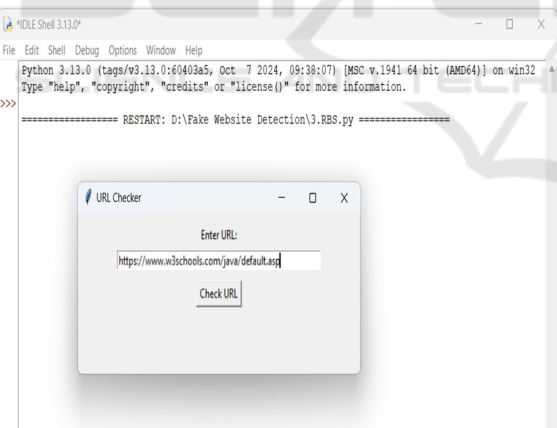 *IDLE Shell 3.13.0*
File Edit Shell Debug Options Window Help
Python 3.13.0 (tags/v3.13.0:60403a5, Oct  7 2024, 09:38:07) [MSC v.1941 64 bit (AMD64)] on win32
Type "help", "copyright", "credits" or "license()" for more information.
>>>
================== RESTART: D:\Fake Website Detection\3.RBS.py =================
URL Checker
Enter URL:
https://www.w3schools.com/java/default.asp
Check URL